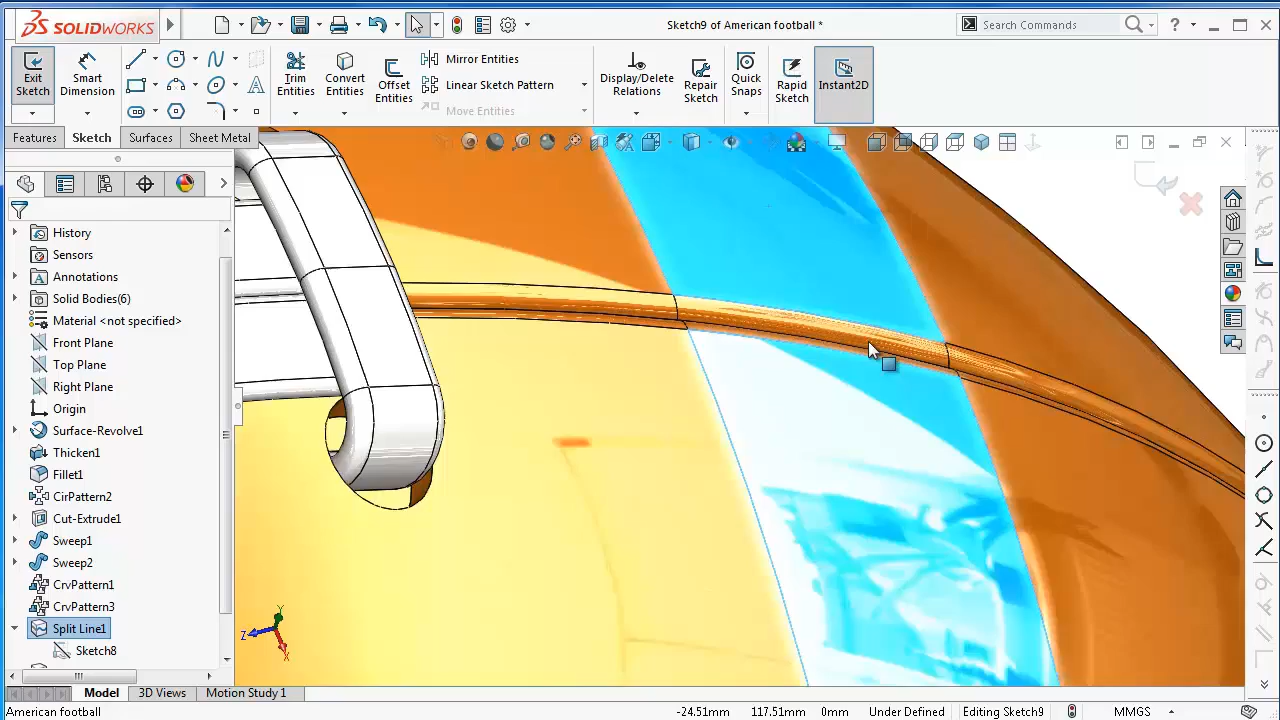 SOLIDWORKS
Sketch9 of American football *
Search Commands
?
Exit Sketch
Smart Dimension
Trim Entities
Convert Entities
Offset Entities
Mirror Entities
Linear Sketch Pattern
Move Entities
Display/Delete Relations
Repair Sketch
Quick Snaps
Rapid Sketch
Instant2D
Features
Sketch
Surfaces
Sheet Metal
History
Sensors
Annotations
Solid Bodies(6)
Material <not specified>
Front Plane
Top Plane
Right Plane
Origin
Surface-Revolve1
Thicken1
Fillet1
CirPattern2
Cut-Extrude1
Sweep1
Sweep2
CrvPattern1
CrvPattern3
Split Line1
Sketch8
Y
Z
X
Model
3D Views
Motion Study 1
American football
-24.51mm
117.51mm
0mm
Under Defined
Editing Sketch9
MMGS